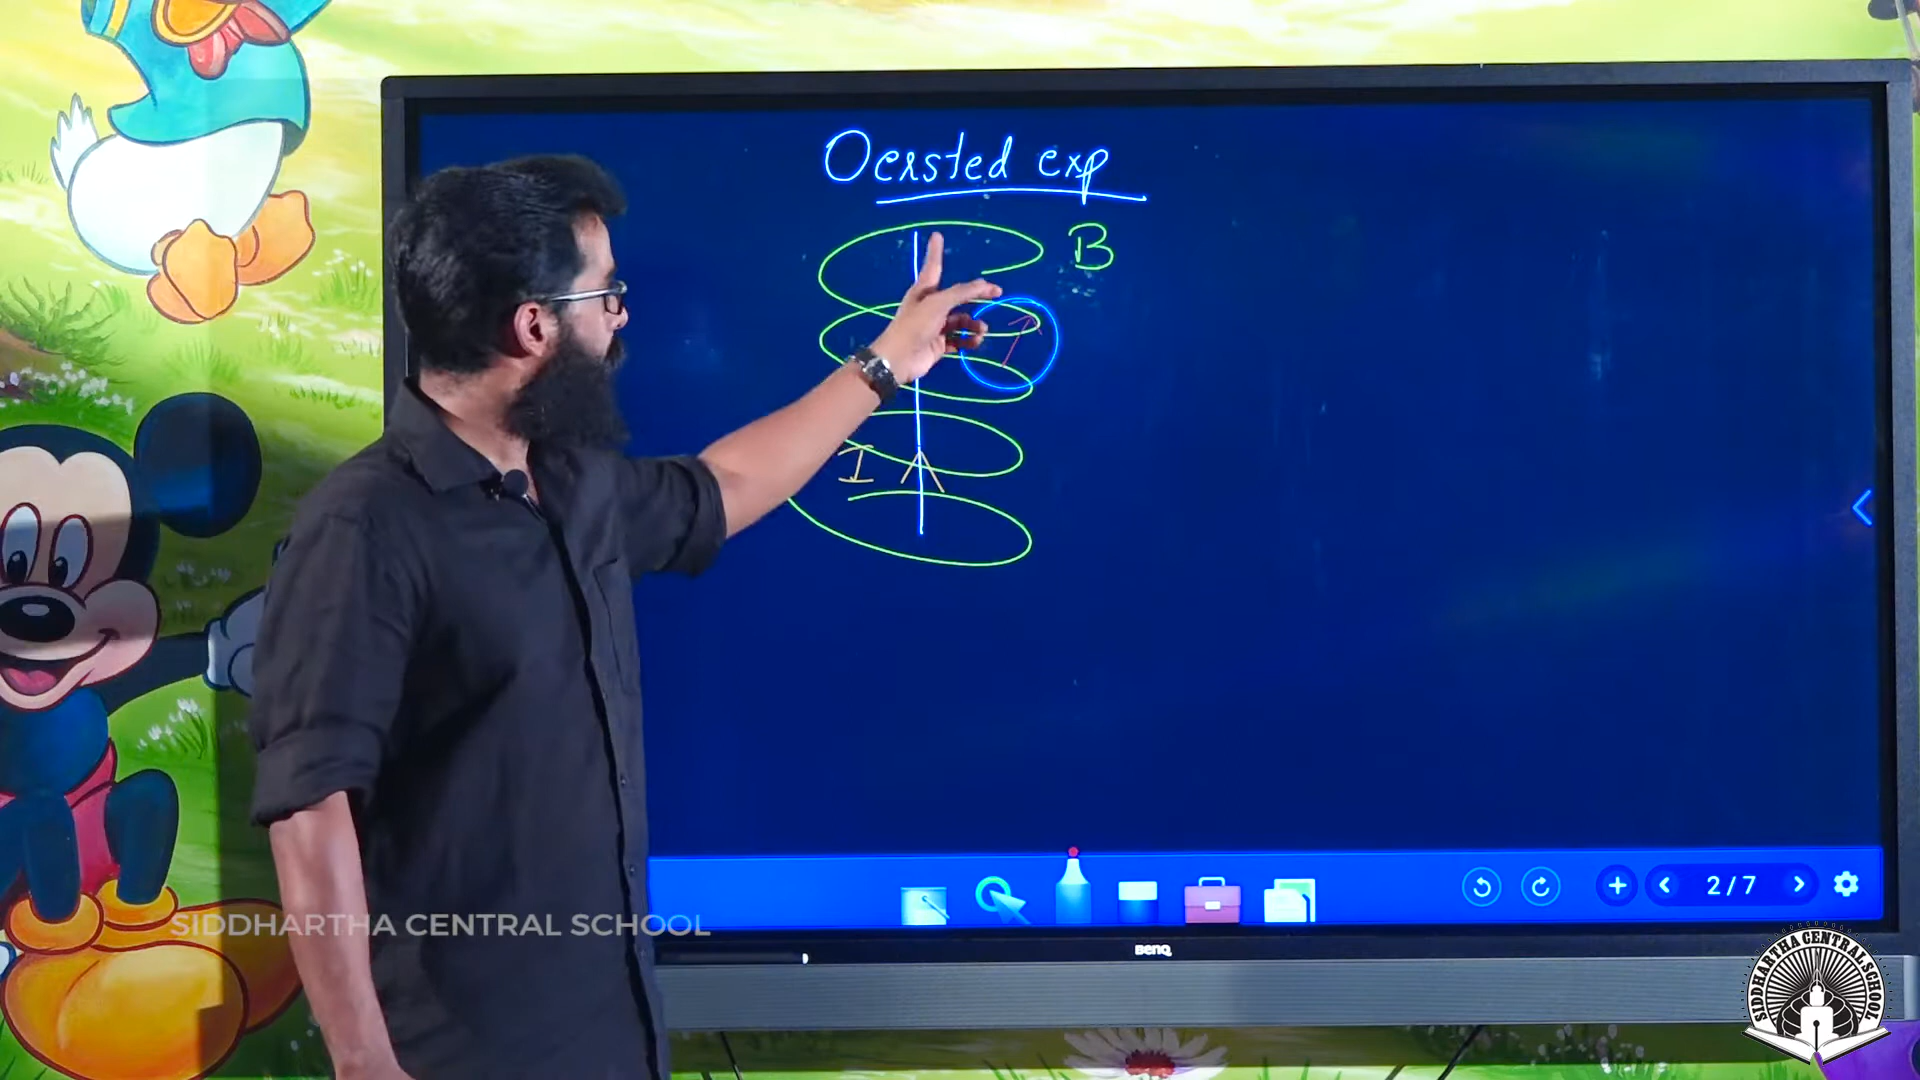 Oersted exp
B
I
2/7
SIDDHARTHA CENTRAL SCHOOL
BenQ
SIDDHARTHA CENTRAL SCHOOL